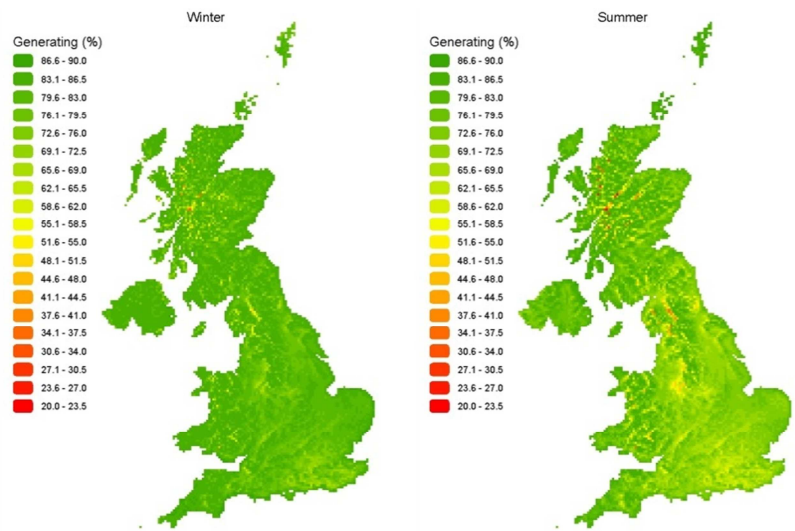 Winter
Generating (%)
86.6 - 90.0
83.1 - 86.5
79.6 - 83.0
76.1 - 79.5
72.6 - 76.0
69.1 - 72.5
65.6 - 69.0
62.1 - 65.5
58.6 - 62.0
55.1 - 58.5
51.6 - 55.0
48.1 - 51.5
44.6 - 48.0
41.1 - 44.5
37.6 - 41.0
34.1 - 37.5
30.6 - 34.0
27.1 - 30.5
23.6 - 27.0
20.0 - 23.5
Summer
Generating (%)
86.6 - 90.0
83.1 - 86.5
79.6 - 83.0
76.1 - 79.5
72.6 - 76.0
69.1 - 72.5
65.6 - 69.0
62.1 - 65.5
58.6 - 62.0
55.1 - 58.5
51.6 - 55.0
48.1 - 51.5
44.6 - 48.0
41.1 - 44.5
37.6 - 41.0
34.1 - 37.5
30.6 - 34.0
27.1 - 30.5
23.6 - 27.0
20.0 - 23.5